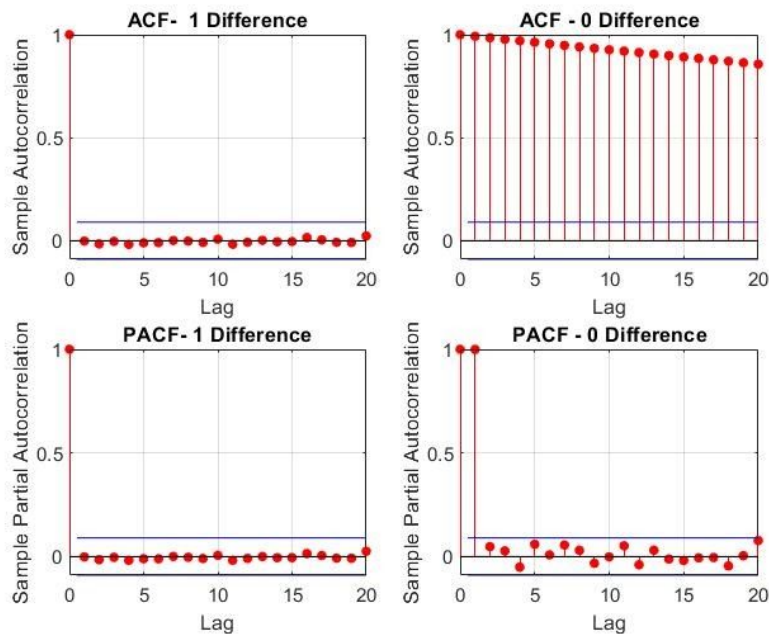 ACF- 1 Difference
Sample Autocorrelation
1
0.5
0
0 5 10 15 20
Lag
ACF - 0 Difference
Sample Autocorrelation
1
0.5
0
0 5 10 15 20
Lag
PACF- 1 Difference
Sample Partial Autocorrelation
1
0.5
0
0 5 10 15 20
Lag
PACF - 0 Difference
Sample Partial Autocorrelation
1
0.5
0
0 5 10 15 20
Lag